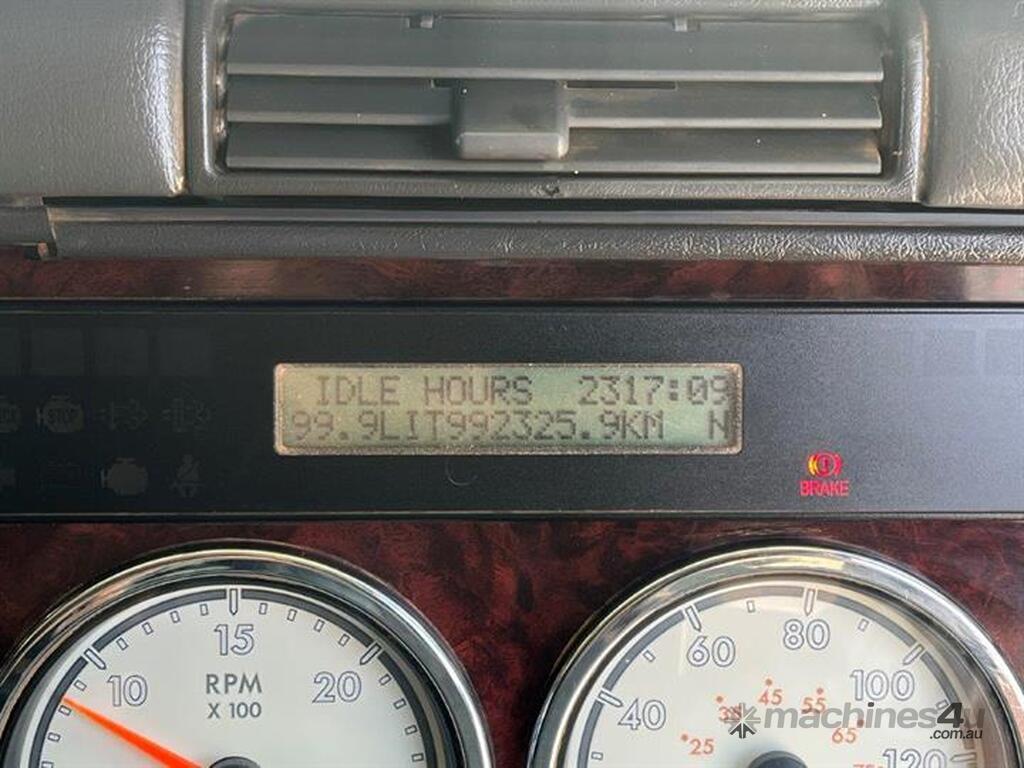 IDLE HOURS 2317:09
99.9LIT992325.9KM N
STOP
BRAKE
15
10
20
RPM
X 100
80
60
100
40
120
45
35
55
25
65
machines4u
.com.au